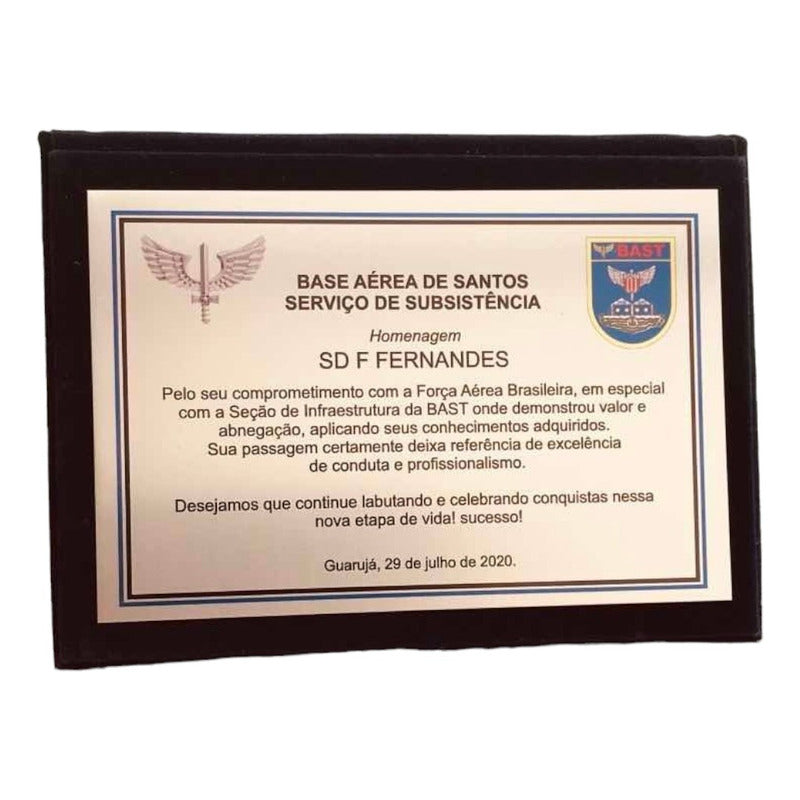 BAST
BASE AÉREA DE SANTOS
SERVIÇO DE SUBSISTÊNCIA
Homenagem
SD F FERNANDES
Pelo seu comprometimento com a Força Aérea Brasileira, em especial
com a Seção de Infraestrutura da BAST onde demonstrou valor e
abnegação, aplicando seus conhecimentos adquiridos.
Sua passagem certamente deixa referência de excelência
de conduta e profissionalismo.
Desejamos que continue labutando e celebrando conquistas nessa
nova etapa de vida! sucesso!
Guarujá, 29 de julho de 2020.